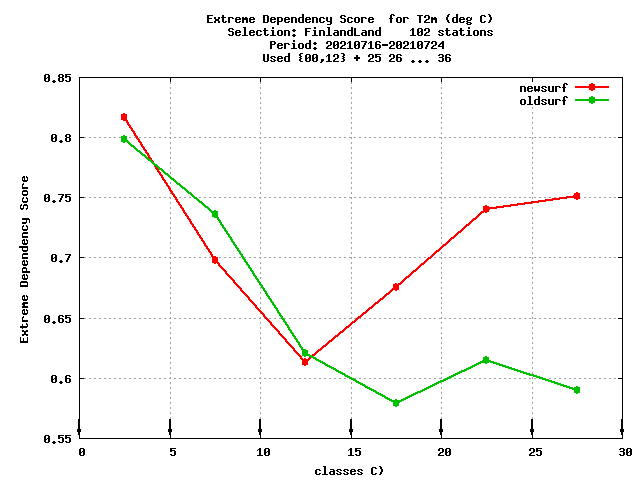 Extreme Dependency Score  for T2m (deg C)
Selection: FinlandLand    102 stations
Period: 20210716-20210724
Used {00,12} + 25 26 ... 36
newsurf
oldsurf
Extreme Dependency Score
0.85
0.8
0.75
0.7
0.65
0.6
0.55
0 5 10 15 20 25 30
classes C)